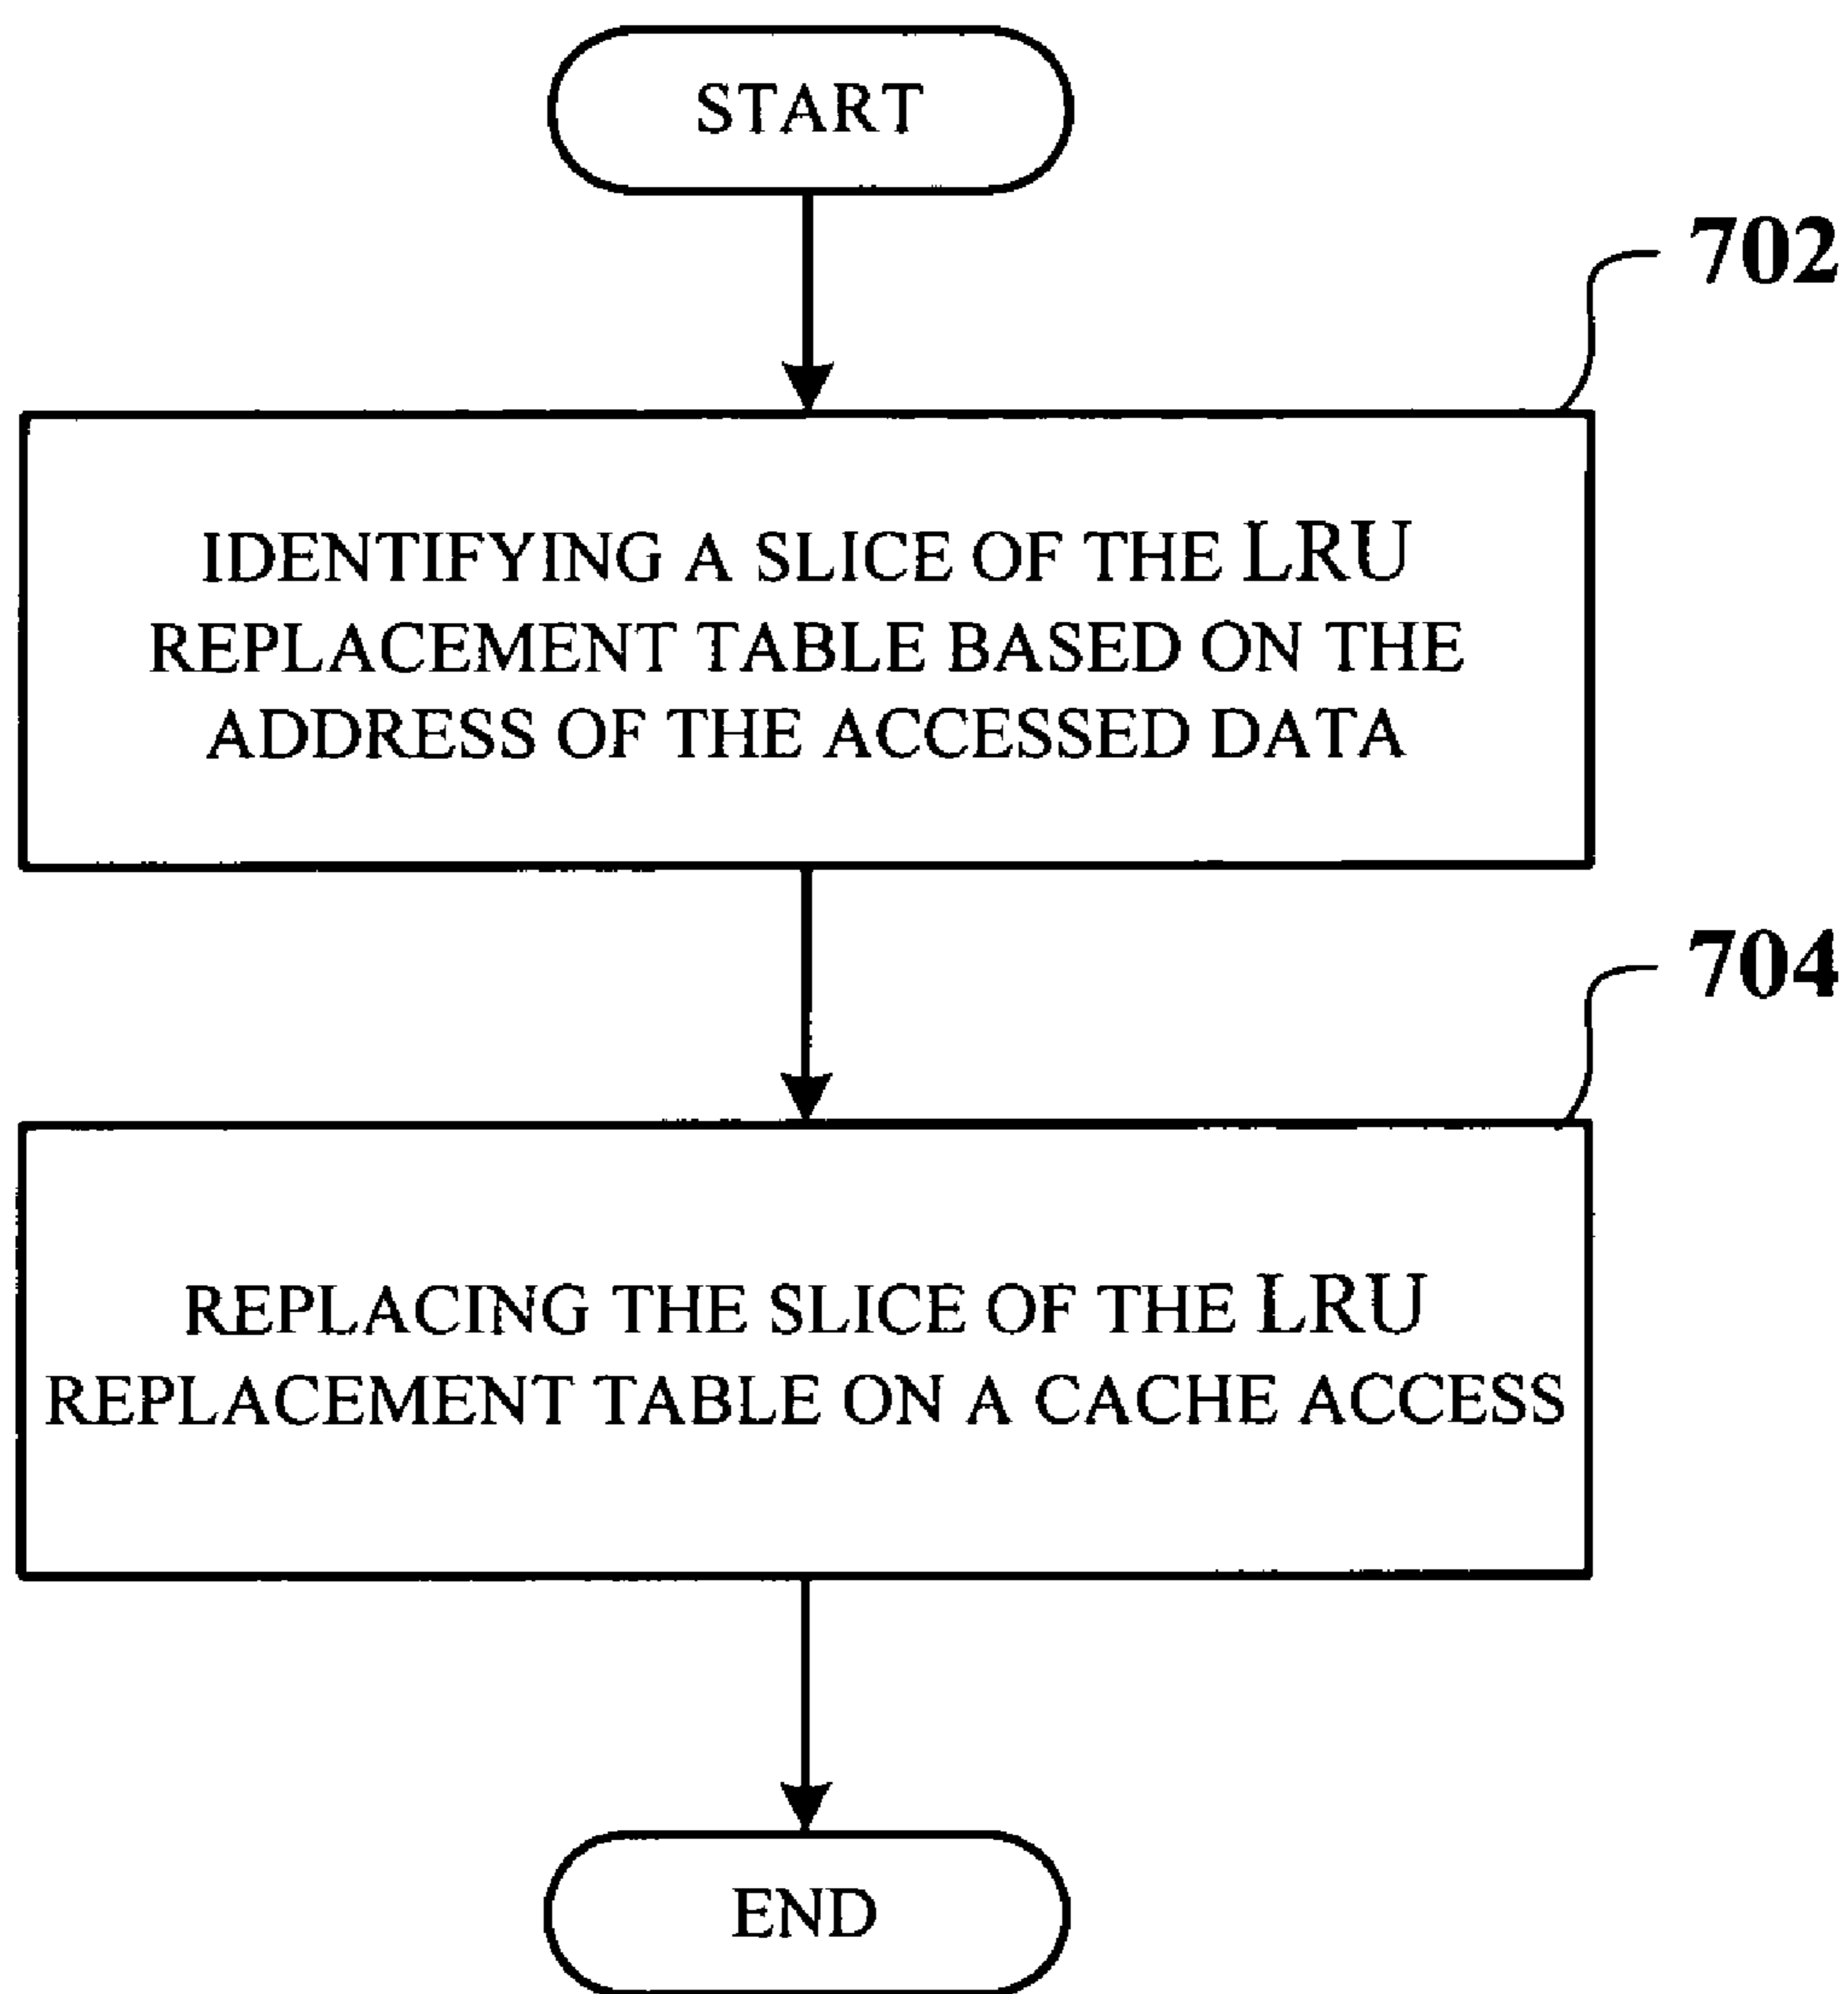 START
702
IDENTIFYING A SLICE OF THE LRU
REPLACEMENT TABLE BASED ON THE
ADDRESS OF THE ACCESSED DATA
704
REPLACING THE SLICE OF THE LRU
REPLACEMENT TABLE ON A CACHE ACCESS
END